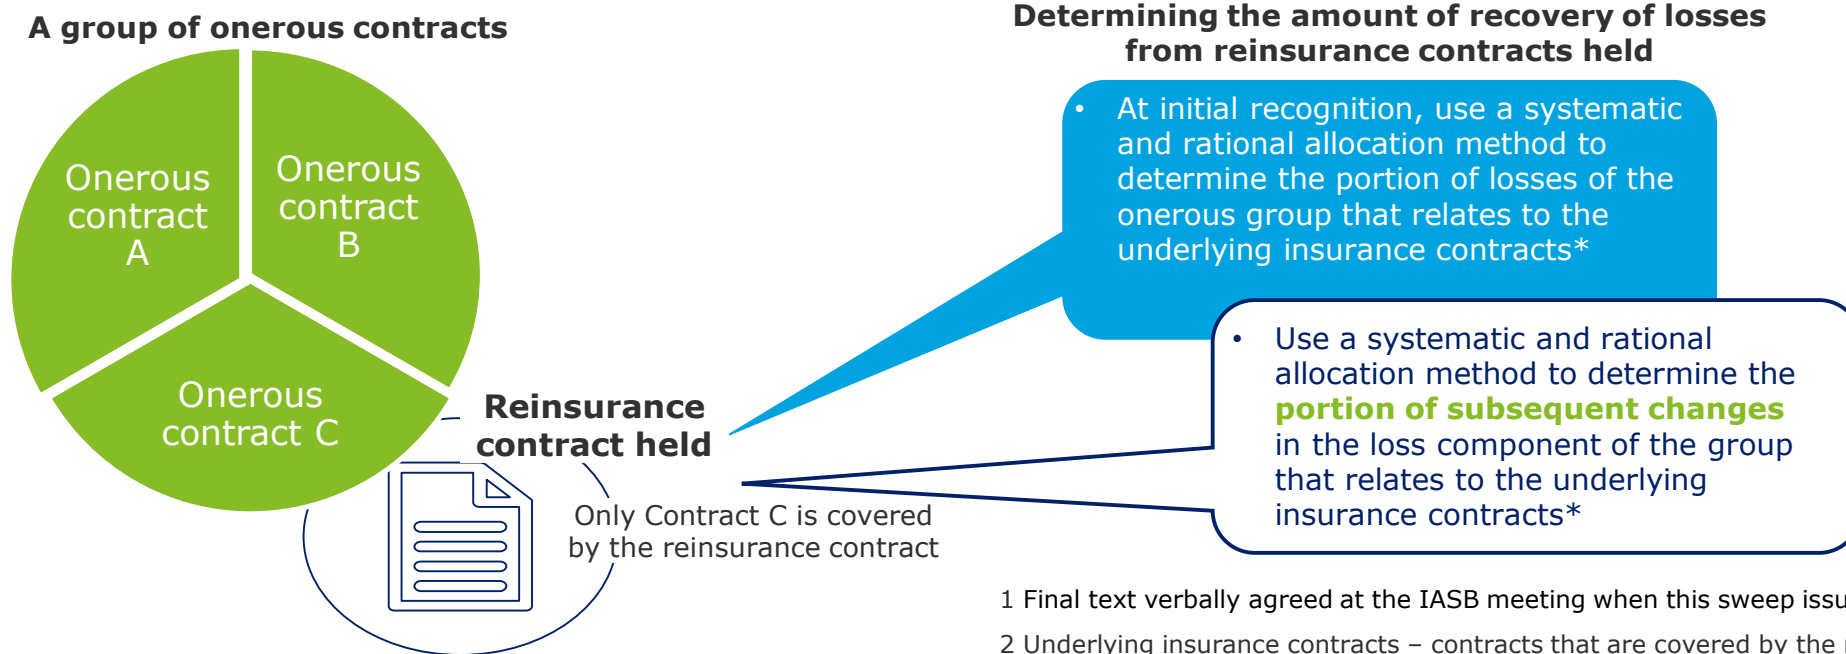 A group of onerous contracts
Onerous
contract
A
Onerous
contract
B
Onerous
contract C
Reinsurance
contract held
Only Contract C is covered
by the reinsurance contract
Determining the amount of recovery of losses
from reinsurance contracts held
• At initial recognition, use a systematic
and rational allocation method to
determine the portion of losses of the
onerous group that relates to the
underlying insurance contracts*
• Use a systematic and rational
allocation method to determine the
portion of subsequent changes
in the loss component of the group
that relates to the underlying
insurance contracts*
1 Final text verbally agreed at the IASB meeting when this sweep
2 Underlying insurance contracts – contracts that are covered by the